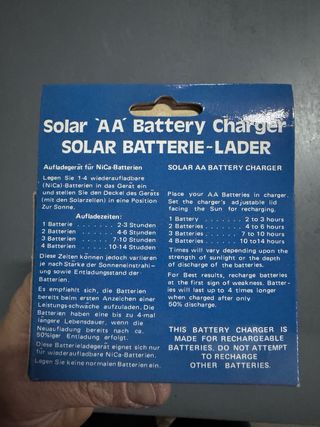 Solar "AA" Battery Charger
SOLAR BATTERIE-LADER
Aufladegerät für NiCa-Batterien
Legen Sie 1-4 wiederaufladbare
(NiCa)-Batterien in das Gerät ein
und stellen Sie den Deckel des Geräts
(mit den Solarzellen) in eine Position
Zur Sonne.
Aufladezeiten:
1 Batterie . . . . . . . 2-3 Stunden
2 Batterien . . . . . . 4-6 Stunden
3 Batterien . . . . . 7-10 Stunden
4 Batterien . . . . 10-14 Studden
Diese Zeiten können jedoch variieren
je nach Stärke der Sonneneinstrahl-
ung sowie Entladungsstand der
Batterien.
Es empfiehlt sich, die Batterien
bereits beim ersten Anzeichen einer
Leistungsschwäche aufzuladen. Die
Batterien haben eine bis zu 4-mal
längere Lebensdauer, wenn die
Neuaufladung bereits nach ca.
50%iger Entladung erfolgt.
Diese Batterieladegerät eignet sich nur
für wiederaufladbare NiCa-Batterien.
Legen Sie keine normalen Batterien ein.
SOLAR AA BATTERY CHARGER
Place your AA Batteries in charger.
Set the charger's adjustable lid
facing the Sun for recharging.
1 Battery . . . . . . . 2 to 3 hours
2 Batteries . . . . . . 4 to 6 hours
3 Batteries . . . . . 7 to 10 hours
4 Batteries . . . . 10 to 14 hours
Times will vary depending upon the
strength of sunlight or the depth
of discharge of the batteries.
For Best results, recharge batteries
at the first sign of weakness. Batter-
ies will last up to 4 times longer
when charged after only
50% discharge.
THIS BATTERY CHARGER IS
MADE FOR RECHARGEABLE
BATTERIES. DO NOT ATTEMPT
TO RECHARGE
OTHER BATTERIES.